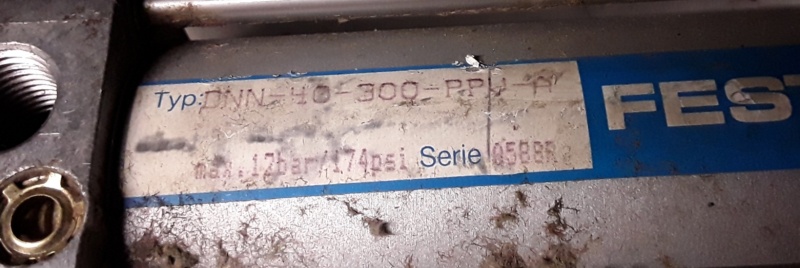 Typ: DNN-40-300-PPV-A
FEST
max.12bar/174psi Serie 0588R